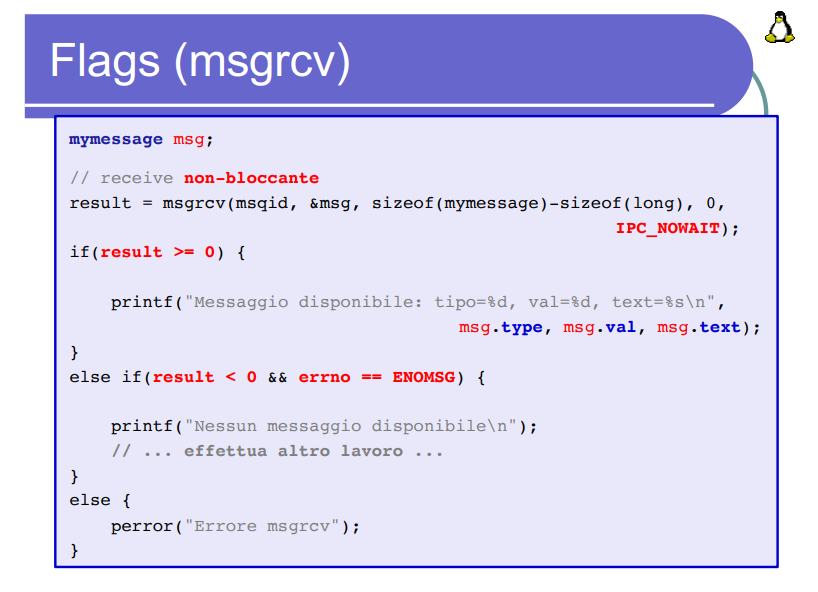 Flags (msgrcv)
mymessage msg;
// receive non-bloccante
result = msgrcv(msqid, &msg, sizeof(mymessage)-sizeof(long), 0,
IPC_NOWAIT);
if(result >= 0) {
printf("Messaggio disponibile: tipo=%d, val=%d, text=%s\n",
msg.type, msg.val, msg.text);
}
else if(result < 0 && errno == ENOMSG) {
printf("Nessun messaggio disponibile\n");
// ... effettua altro lavoro ...
}
else {
perror("Errore msgrcv");
}